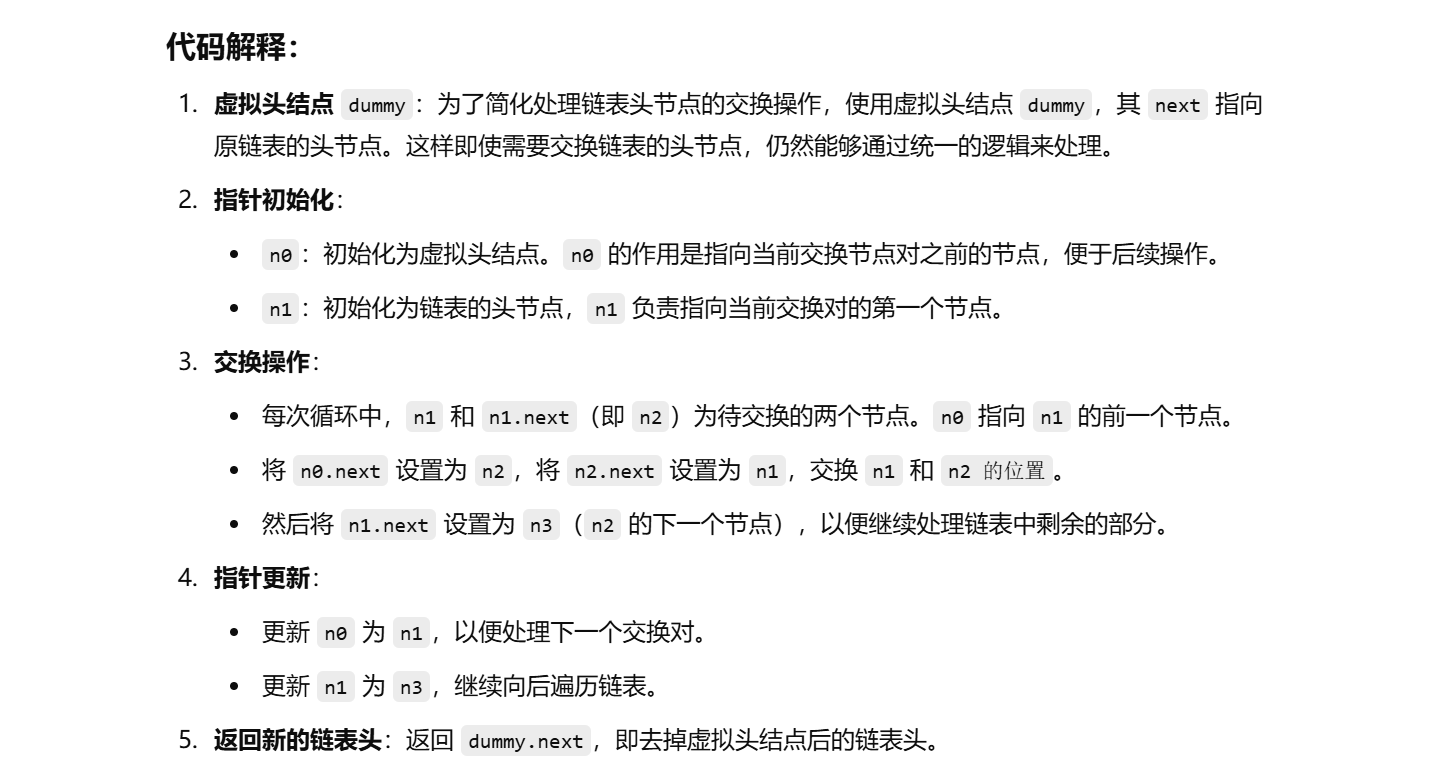 代码解释：
1. 虚拟头结点 dummy：为了简化处理链表头节点的交换操作，使用虚拟头结点 dummy，其 next 指向
原链表的头节点。这样即使需要交换链表的头节点，仍然能够通过统一的逻辑来处理。
2. 指针初始化：
• n0：初始化为虚拟头结点。n0 的作用是指向当前交换节点对之前的节点，便于后续操作。
• n1：初始化为链表的头节点，n1 负责指向当前交换对的第一个节点。
3. 交换操作：
• 每次循环中，n1 和 n1.next（即 n2）为待交换的两个节点。n0 指向 n1 的前一个节点。
• 将 n0.next 设置为 n2，将 n2.next 设置为 n1，交换 n1 和 n2 的位置。
• 然后将 n1.next 设置为 n3（n2 的下一个节点），以便继续处理链表中剩余的部分。
4. 指针更新：
• 更新 n0 为 n1，以便处理下一个交换对。
• 更新 n1 为 n3，继续向后遍历链表。
5. 返回新的链表头：返回 dummy.next，即去掉虚拟头结点后的链表头。